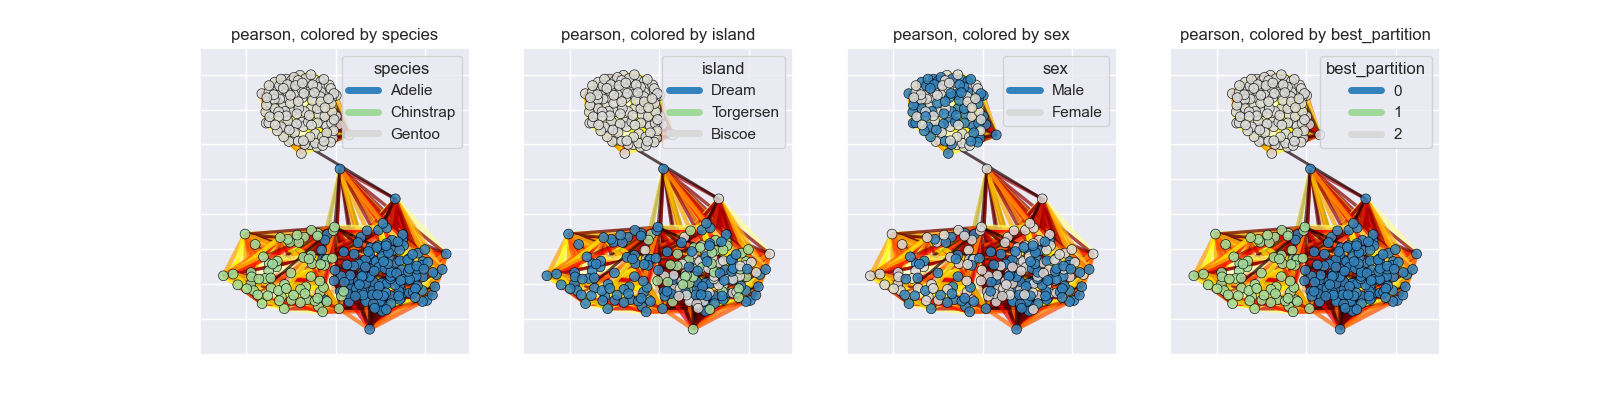 pearson, colored by species
species
Adelie
Chinstrap
Gentoo
pearson, colored by island
island
Dream
Torgersen
Biscoe
pearson, colored by sex
sex
Male
Female
pearson, colored by best_partition
best_partition
0
1
2